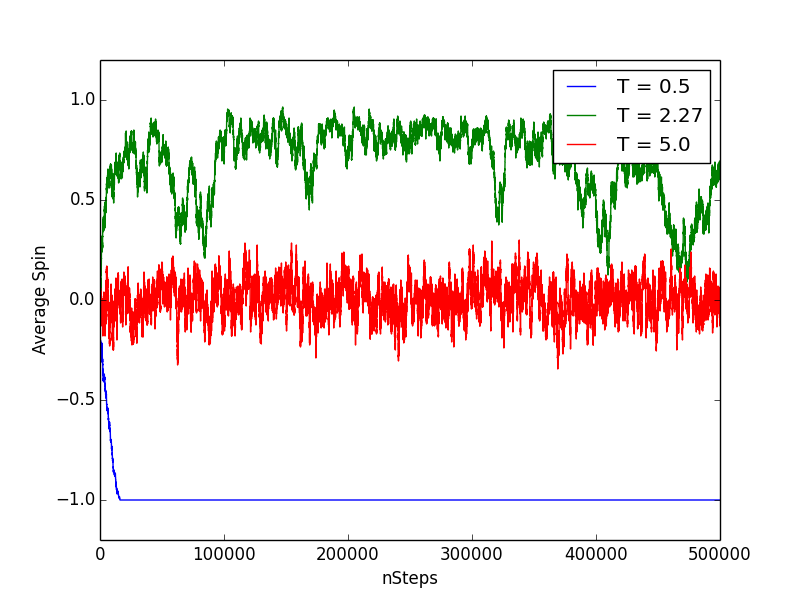 1.0
0.5
0.0
−0.5
−1.0
Average Spin
T = 0.5
T = 2.27
T = 5.0
0 100000 200000 300000 400000 500000
nSteps